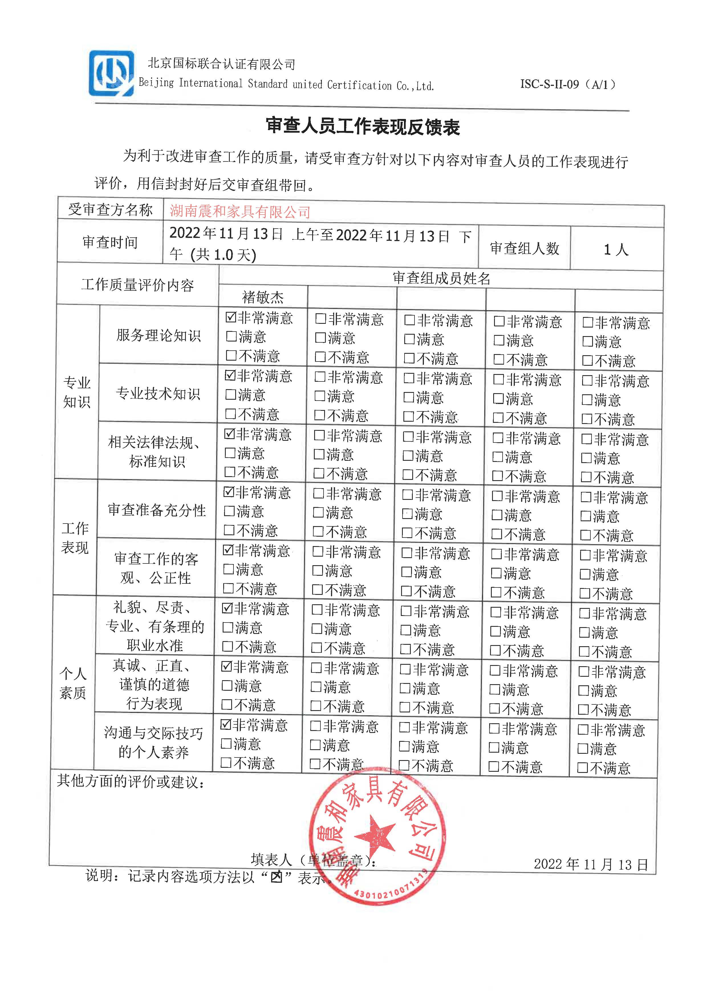 北京国标联合认证有限公司
Beijing International Standard united Certification Co.,Ltd.
ISC-S-II-09（A/1）
审查人员工作表现反馈表
为利于改进审查工作的质量，请受审查方针对以下内容对审查人员的工作表现进行
评价，用信封封好后交审查组带回。
受审查方名称 湖南震和家具有限公司
审查时间 2022年11月13日 上午至2022年11月13日 下
午 (共 1.0 天)
审查组人数 1 人
工作质量评价内容 审查组成员姓名
褚敏杰
专业
知识
服务理论知识
☑非常满意 □非常满意 □非常满意 □非常满意 □非常满意
□满意 □满意 □满意 □满意 □满意
□不满意 □不满意 □不满意 □不满意 □不满意
专业技术知识
☑非常满意 □非常满意 □非常满意 □非常满意 □非常满意
□满意 □满意 □满意 □满意 □满意
□不满意 □不满意 □不满意 □不满意 □不满意
相关法律法规、
标准知识
☑非常满意 □非常满意 □非常满意 □非常满意 □非常满意
□满意 □满意 □满意 □满意 □满意
□不满意 □不满意 □不满意 □不满意 □不满意
工作
表现
审查准备充分性
☑非常满意 □非常满意 □非常满意 □非常满意 □非常满意
□满意 □满意 □满意 □满意 □满意
□不满意 □不满意 □不满意 □不满意 □不满意
审查工作的客
观、公正性
☑非常满意 □非常满意 □非常满意 □非常满意 □非常满意
□满意 □满意 □满意 □满意 □满意
□不满意 □不满意 □不满意 □不满意 □不满意
个人
素质
礼貌、尽责、
专业、有条理的
职业水准
☑非常满意 □非常满意 □非常满意 □非常满意 □非常满意
□满意 □满意 □满意 □满意 □满意
□不满意 □不满意 □不满意 □不满意 □不满意
真诚、正直、
谨慎的道德
行为表现
☑非常满意 □非常满意 □非常满意 □非常满意 □非常满意
□满意 □满意 □满意 □满意 □满意
□不满意 □不满意 □不满意 □不满意 □不满意
沟通与交际技巧
的个人素养
☑非常满意 □非常满意 □非常满意 □非常满意 □非常满意
□满意 □满意 □满意 □满意 □满意
□不满意 □不满意 □不满意 □不满意 □不满意
其他方面的评价或建议：
填表人（单位盖章）：
2022 年 11 月 13 日
说明：记录内容选项方法以“☑”表示。
湖南震和家具有限公司
43010210071319